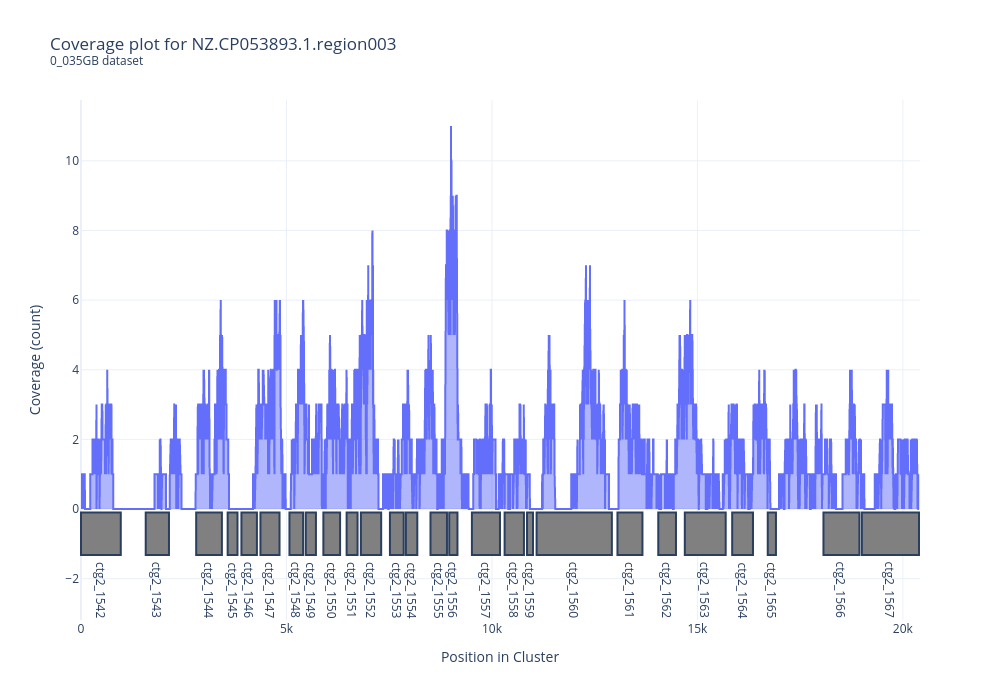 Coverage plot for NZ.CP053893.1.region003
0_035GB dataset
Coverage (count)
10
8
6
4
2
0
−2
ctg2_1542
ctg2_1543
ctg2_1544
ctg2_1545
ctg2_1546
ctg2_1547
ctg2_1548
ctg2_1549
ctg2_1550
ctg2_1551
ctg2_1552
ctg2_1553
ctg2_1554
ctg2_1555
ctg2_1556
ctg2_1557
ctg2_1558
ctg2_1559
ctg2_1560
ctg2_1561
ctg2_1562
ctg2_1563
ctg2_1564
ctg2_1565
ctg2_1566
ctg2_1567
0
5k
10k
15k
20k
Position in Cluster